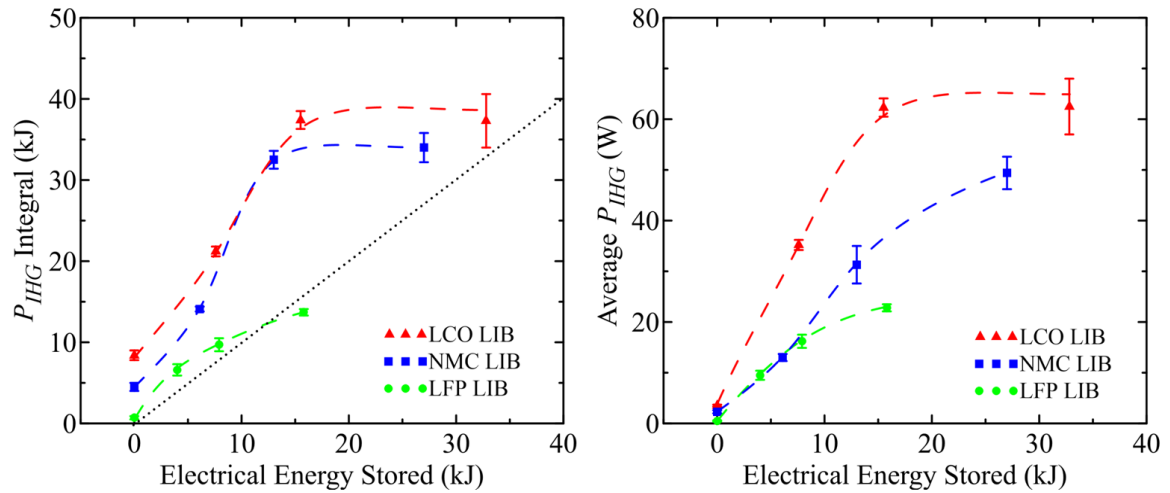 50
40
30
20
10
0
P_IHG Integral (kJ)
LCO LIB
NMC LIB
LFP LIB
0 10 20 30 40
Electrical Energy Stored (kJ)
80
60
40
20
0
Average P_IHG (W)
LCO LIB
NMC LIB
LFP LIB
0 10 20 30 40
Electrical Energy Stored (kJ)